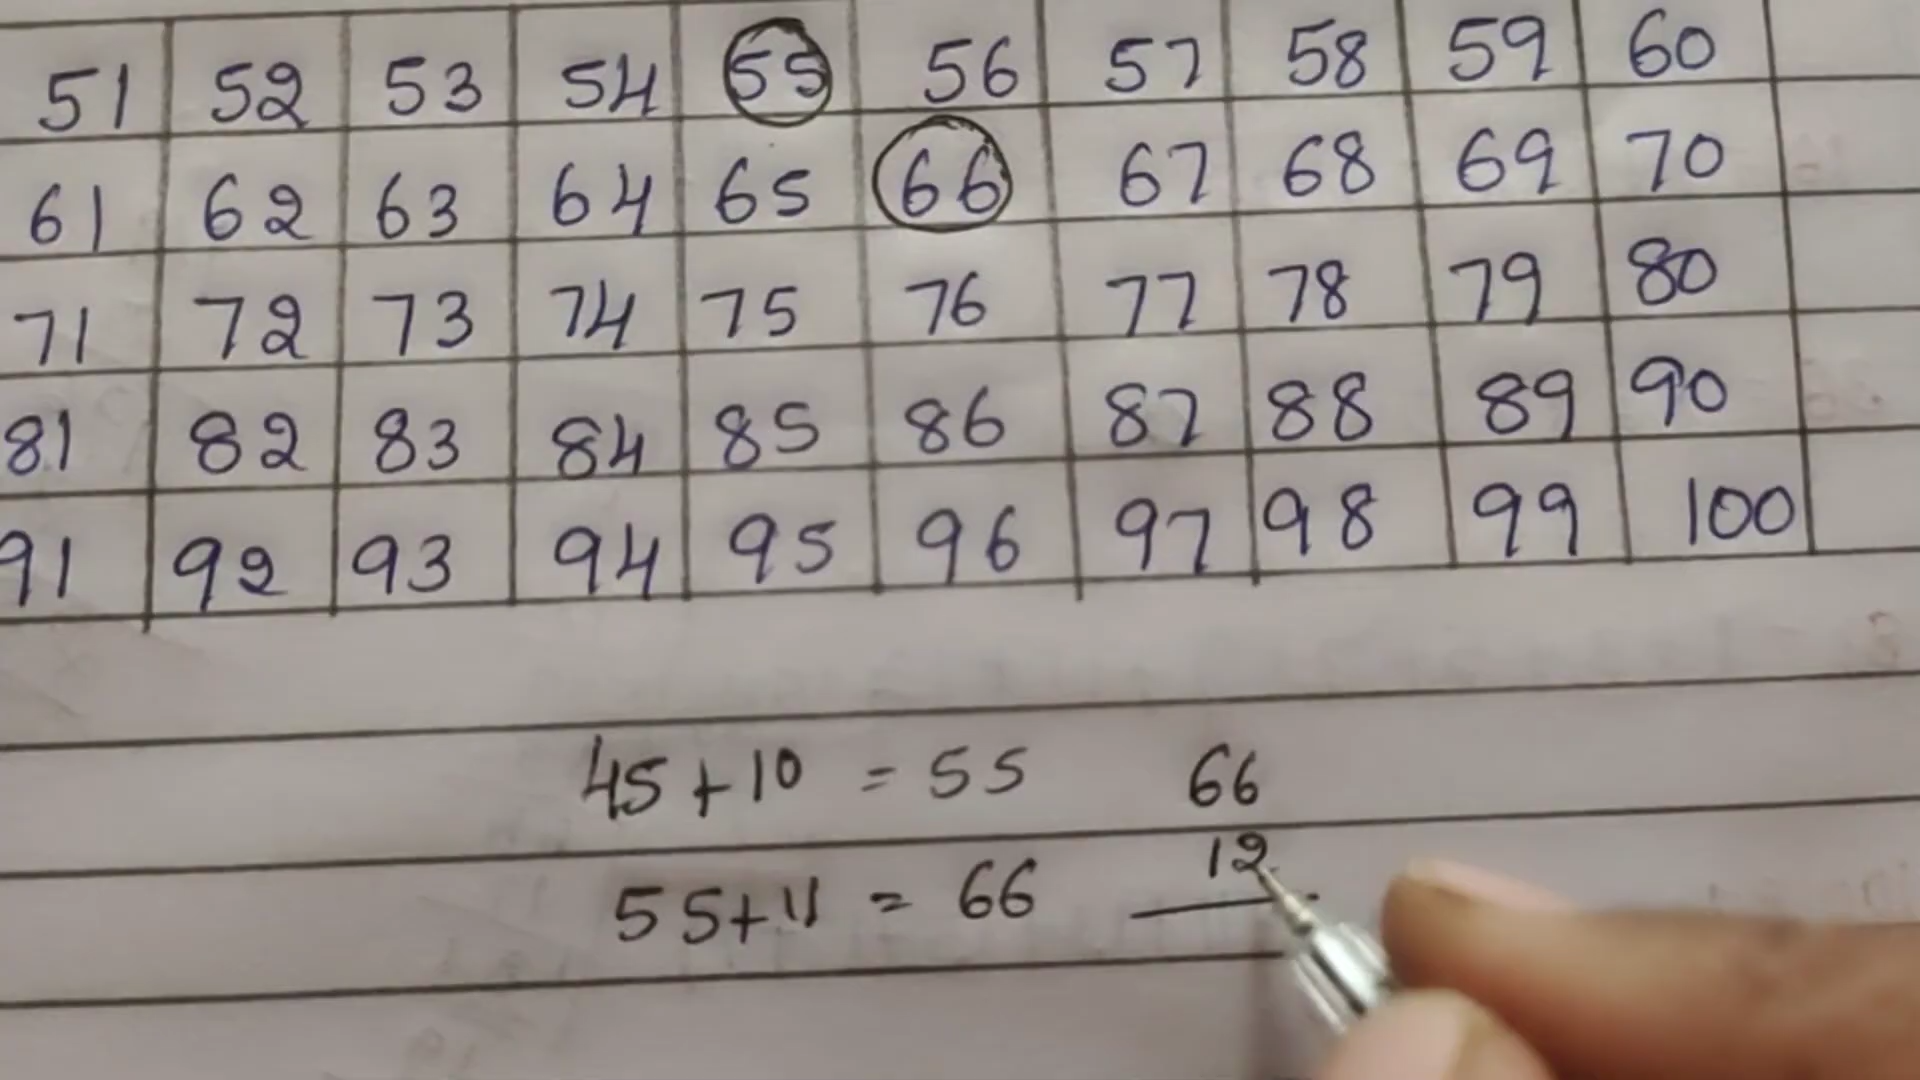 51 52 53 54 55 56 57 58 59 60
61 62 63 64 65 66 67 68 69 70
71 72 73 74 75 76 77 78 79 80
81 82 83 84 85 86 87 88 89 90
91 92 93 94 95 96 97 98 99 100
45+10 = 55 66
12
55+11 = 66